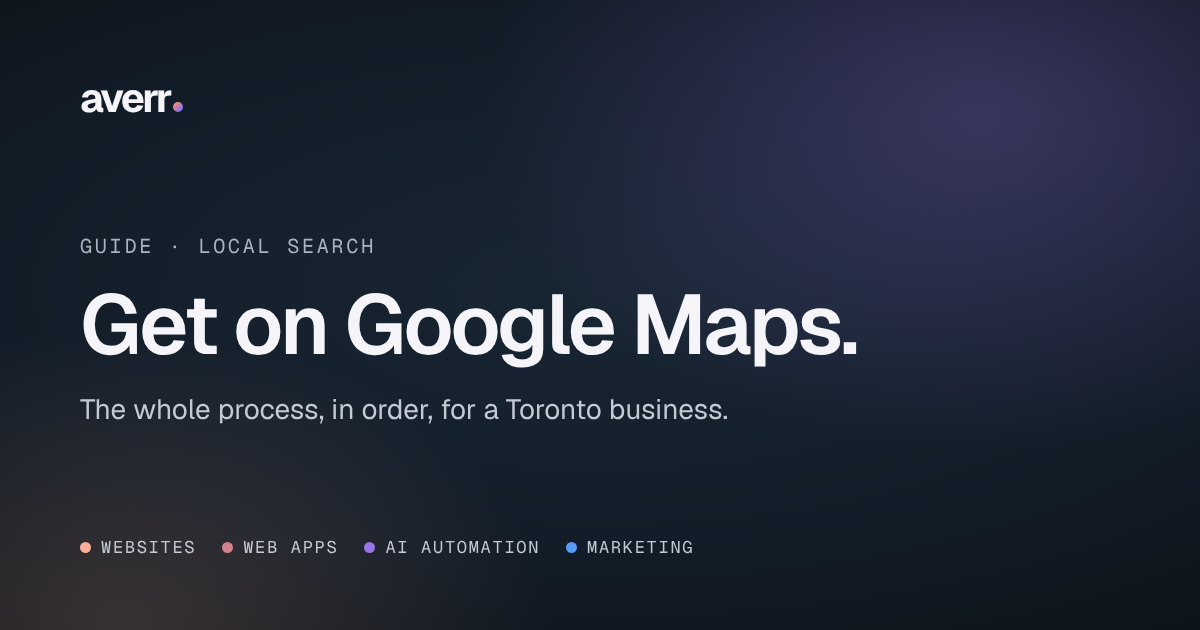 averr.
GUIDE · LOCAL SEARCH
Get on Google Maps.
The whole process, in order, for a Toronto business.
WEBSITES WEB APPS AI AUTOMATION MARKETING